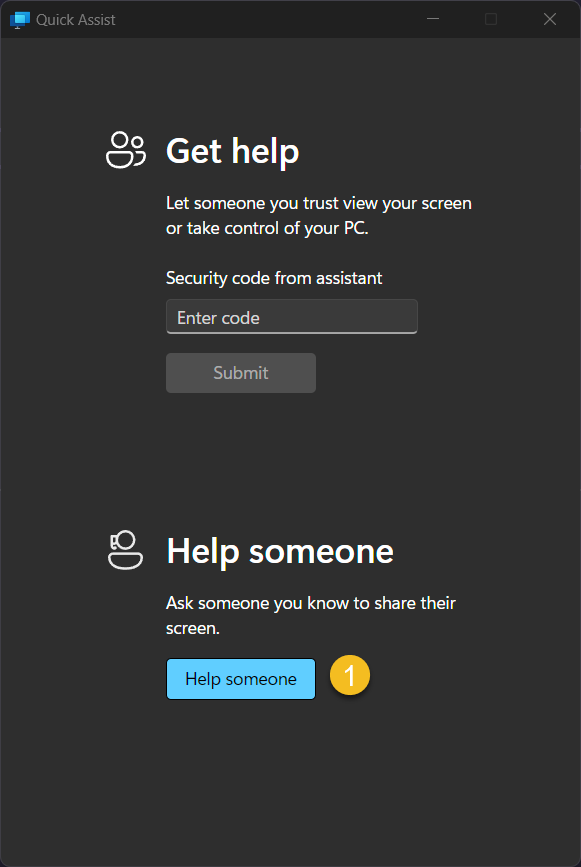 Quick Assist
Get help
Let someone you trust view your screen
or take control of your PC.
Security code from assistant
Enter code
Submit
Help someone
Ask someone you know to share their
screen.
Help someone
1